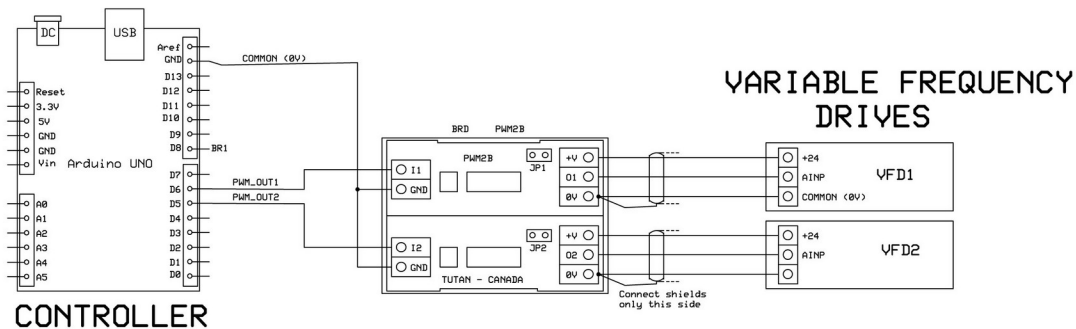 DC
USB
Aref
GND
COMMON (0V)
D13
D12
D11
D10
D9
D8
BR1
Reset
3.3V
5V
GND
GND
Vin
Arduino UNO
D7
D6
PWM_OUT1
D5
PWM_OUT2
D4
D3
D2
D1
D0
A0
A1
A2
A3
A4
A5
CONTROLLER
BRD PWM2B
PWM2B
JP1
I1
GND
+V
O1
0V
JP2
I2
GND
+V
O2
0V
TUTAN - CANADA
Connect shields
only this side
VARIABLE FREQUENCY
DRIVES
+24
AINP
COMMON (0V)
VFD1
+24
AINP
VFD2